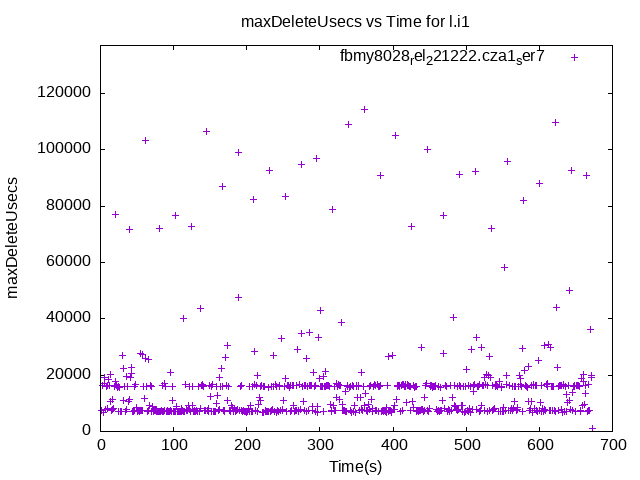 maxDeleteUsecs vs Time for l.i1
fbmy8028rel221222.cza1ser7
120000
100000
80000
60000
40000
20000
0
maxDeleteUsecs
0 100 200 300 400 500 600 700
Time(s)